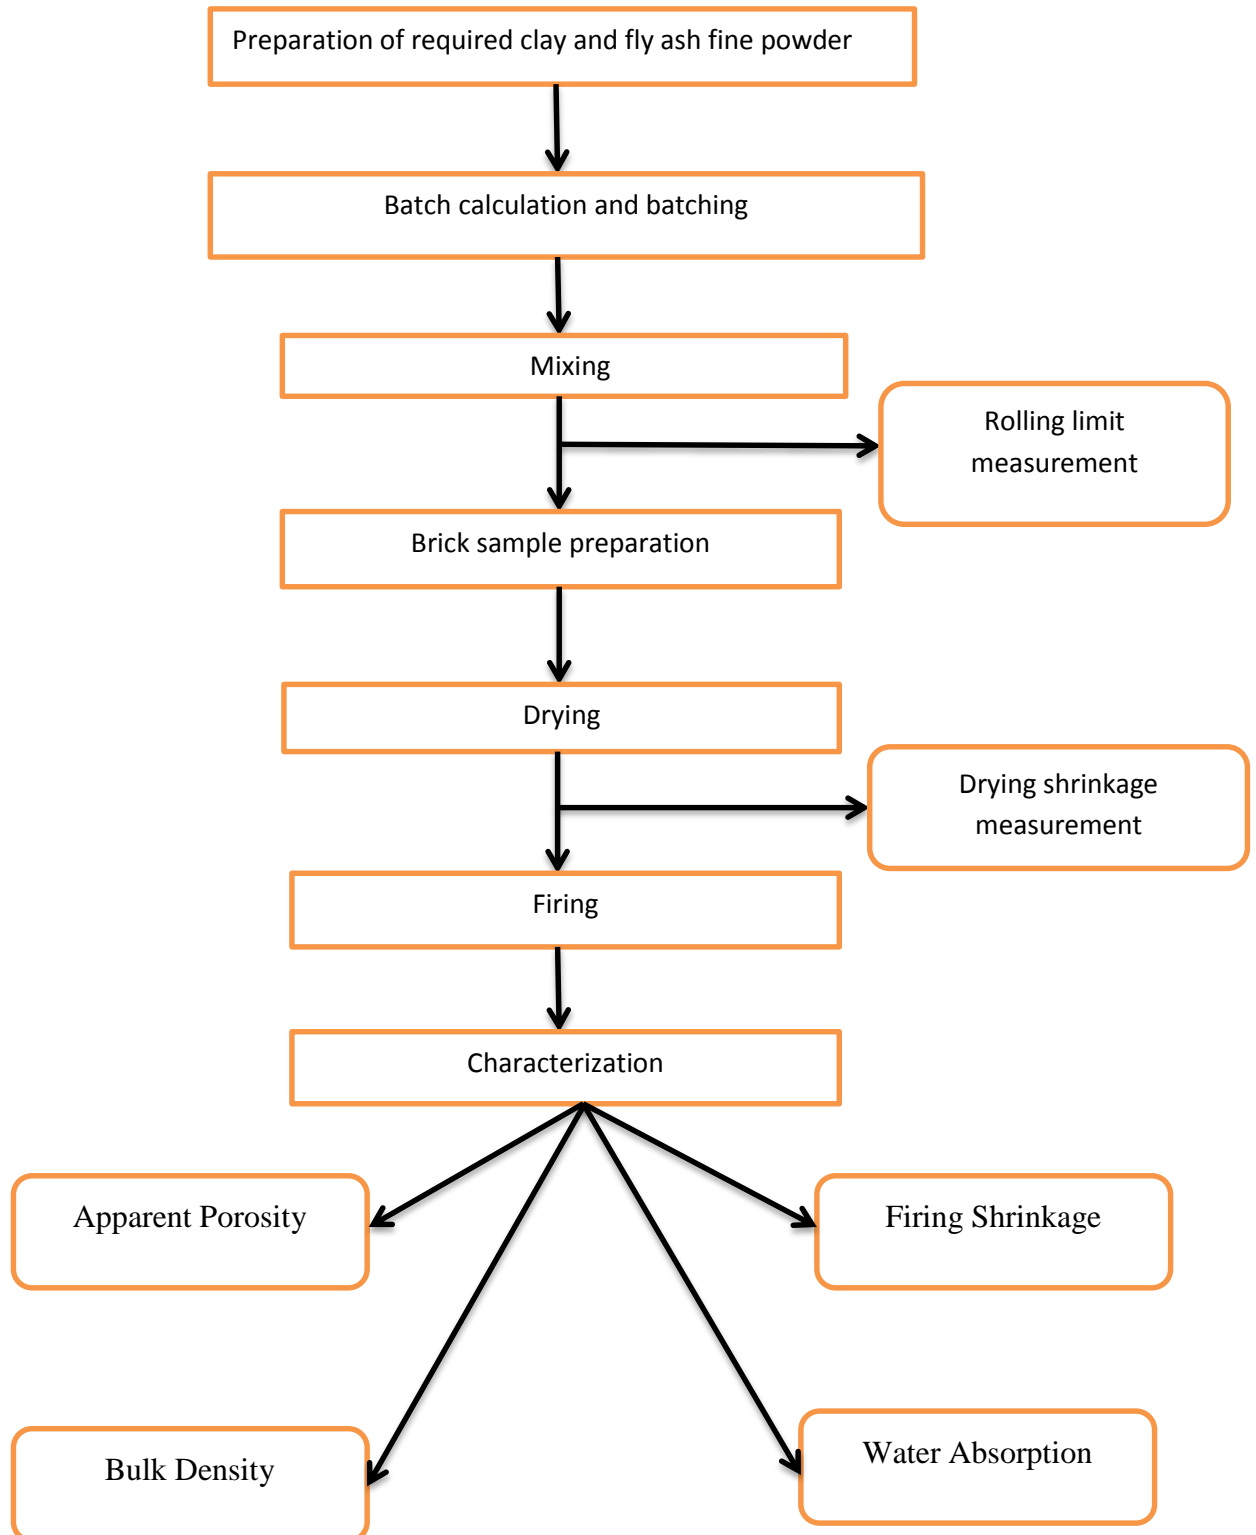 Preparation of required clay and fly ash fine powder
Batch calculation and batching
Mixing
Rolling limit
measurement
Brick sample preparation
Drying
Drying shrinkage
measurement
Firing
Characterization
Apparent Porosity
Firing Shrinkage
Bulk Density
Water Absorption